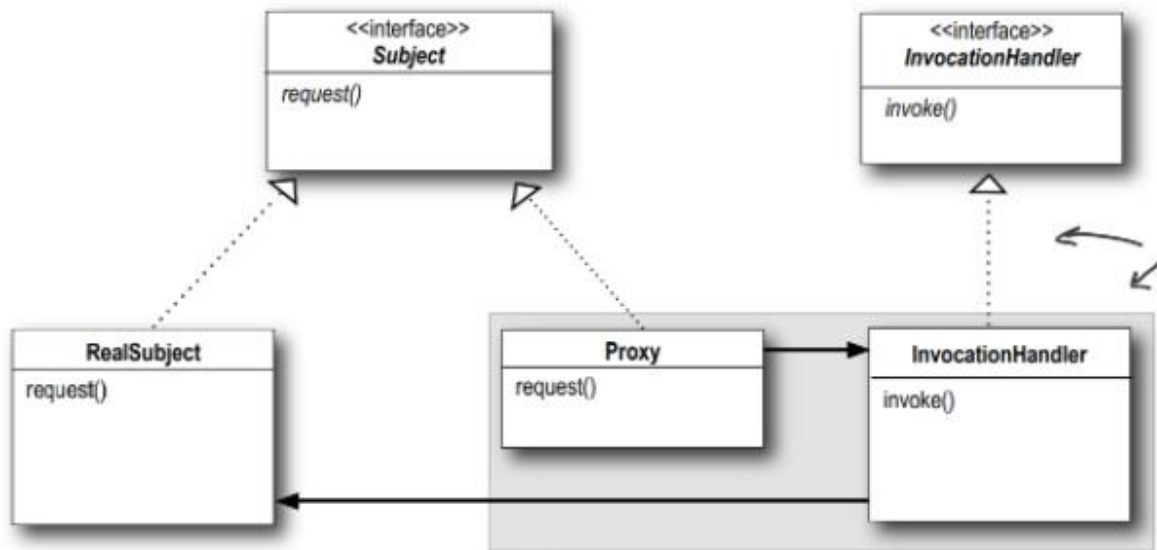 <<interface>>
Subject
request()
<<interface>>
InvocationHandler
invoke()
RealSubject
request()
Proxy
request()
InvocationHandler
invoke()